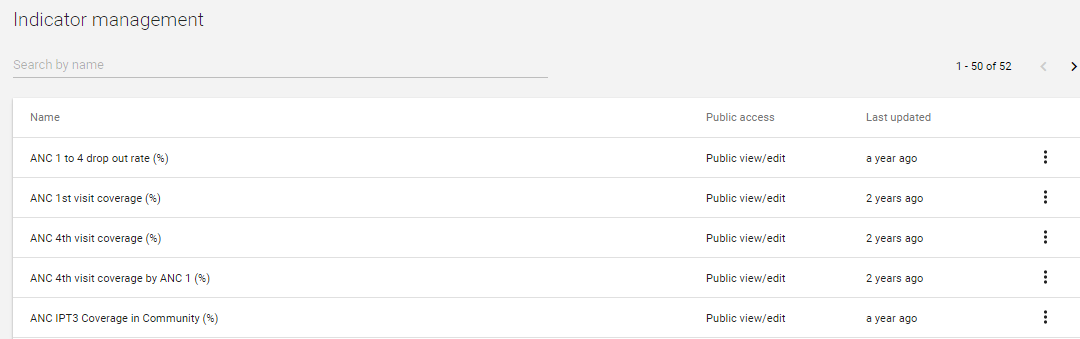 Indicator management
Search by name
1 - 50 of 52
Name Public access Last updated
ANC 1 to 4 drop out rate (%) Public view/edit a year ago
ANC 1st visit coverage (%) Public view/edit 2 years ago
ANC 4th visit coverage (%) Public view/edit 2 years ago
ANC 4th visit coverage by ANC 1 (%) Public view/edit 2 years ago
ANC IPT3 Coverage in Community (%) Public view/edit a year ago